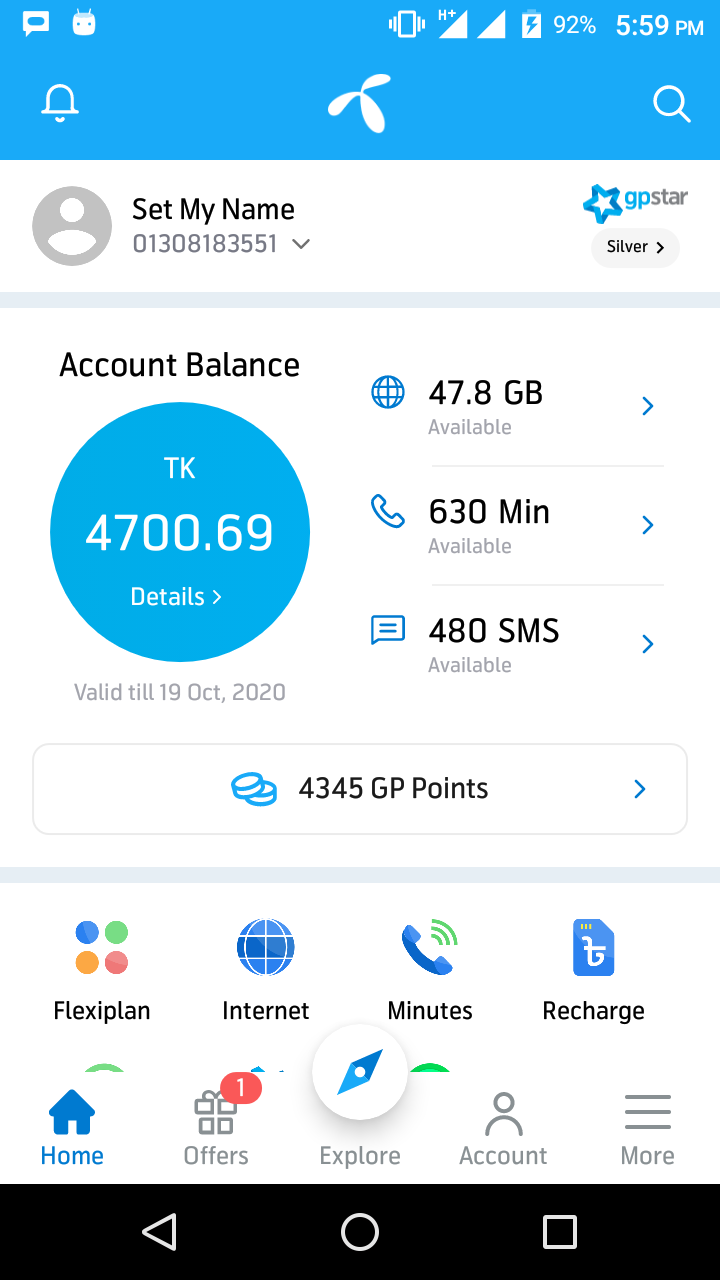 H+ 92% 5:59 PM
Set My Name
01308183551
gpstar
Silver
Account Balance
TK
4700.69
Details
Valid till 19 Oct, 2020
47.8 GB
Available
630 Min
Available
480 SMS
Available
4345 GP Points
৳
Flexiplan Internet Minutes Recharge
1
Home Offers Explore Account More